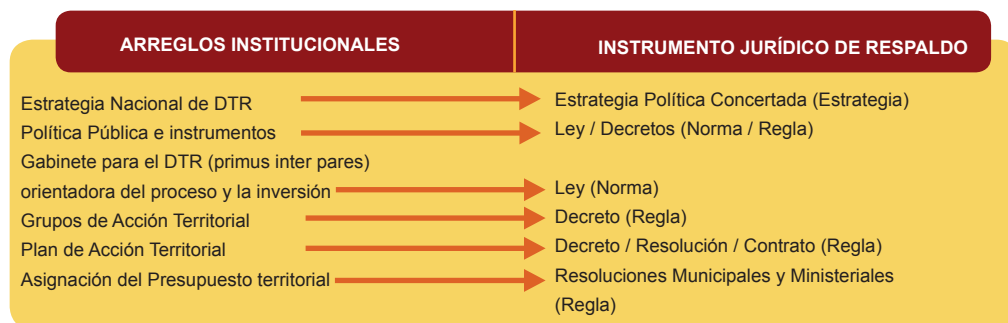 ARREGLOS INSTITUCIONALES
INSTRUMENTO JURÍDICO DE RESPALDO
Estrategia Nacional de DTR
Estrategia Política Concertada (Estrategia)
Política Pública e instrumentos
Ley / Decretos (Norma / Regla)
Gabinete para el DTR (primus inter pares)
orientadora del proceso y la inversión
Ley (Norma)
Grupos de Acción Territorial
Decreto (Regla)
Plan de Acción Territorial
Decreto / Resolución / Contrato (Regla)
Asignación del Presupuesto territorial
Resoluciones Municipales y Ministeriales
(Regla)